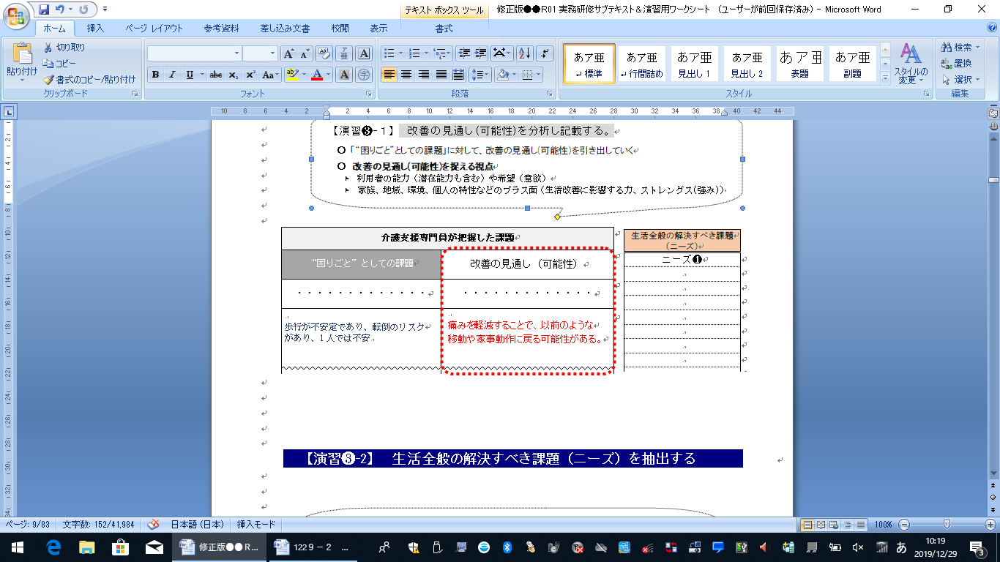 テキスト ボックス ツール
修正版●●R01 実務研修サブテキスト＆演習用ワークシート （ユーザーが前回保存済み) - Microsoft Word
ホーム 挿入 ページ レイアウト 参考資料 差し込み文書 校閲 表示 書式
貼り付け
切り取り
コピー
書式のコピー/貼り付け
クリップボード
フォント
段落
あア亜 標準
あア亜 行間詰め
あア亜 見出し 1
あア亜 見出し 2
あア亜 表題
あア亜 副題
スタイルの変更
スタイル
検索
置換
選択
編集
【演習❸-１】 改善の見通し(可能性)を分析し記載する。
〇 「“困りごと”としての課題」に対して、改善の見通し(可能性)を引き出していく
〇 改善の見通し(可能性)を捉える視点
利用者の能力（潜在能力も含む）や希望（意欲）
家族、地域、環境、個人の特性などのプラス面（生活改善に影響する力、ストレングス(強み)）
介護支援専門員が把握した課題
“困りごと”としての課題
改善の見通し（可能性）
・・・・・・・・・・・・・
・・・・・・・・・・・・・
歩行が不安定であり、転倒のリスク
があり、１人では不安
痛みを軽減することで、以前のような
移動や家事動作に戻る可能性がある。
生活全般の解決すべき課題
（ニーズ）
ニーズ❶
【演習❸-2】 生活全般の解決すべき課題（ニーズ）を抽出する
ページ: 9/83 文字数: 152/41,984 日本語 (日本) 挿入モード 100%
修正版●●R...
1229－2 ...
あ
10:19
2019/12/29
3